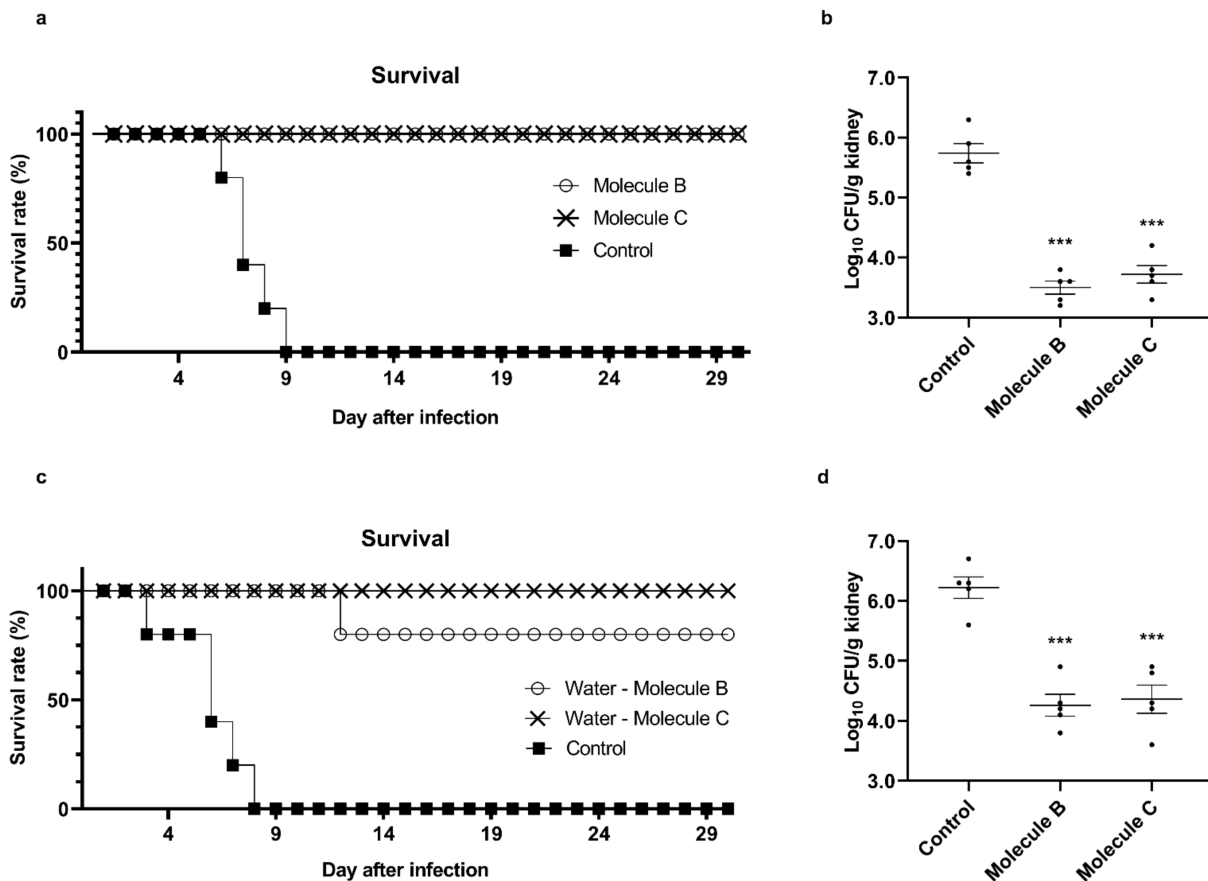 a
Survival
100
50
0
Survival rate (%)
Molecule B
Molecule C
Control
4 9 14 19 24 29
Day after infection
b
7.0
6.0
5.0
4.0
3.0
Log₁₀ CFU/g kidney
***
***
Control
Molecule B
Molecule C
c
Survival
100
50
0
Survival rate (%)
Water - Molecule B
Water - Molecule C
Control
4 9 14 19 24 29
Day after infection
d
7.0
6.0
5.0
4.0
3.0
Log₁₀ CFU/g kidney
*** ***
Control
Molecule B
Molecule C